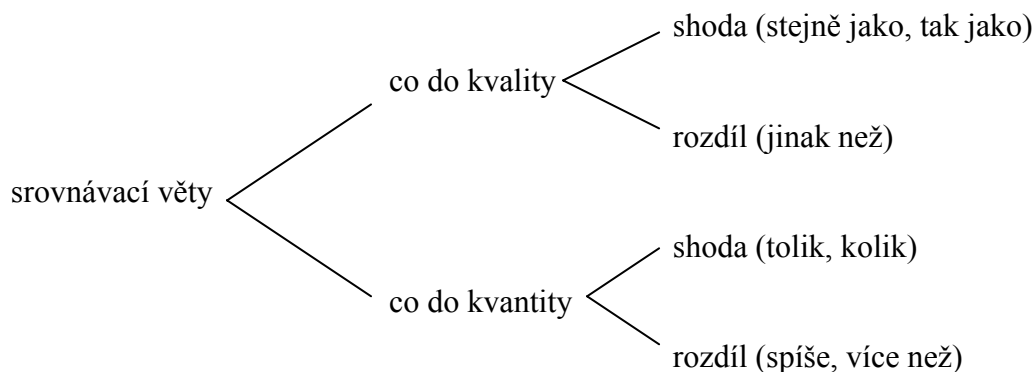 shoda (stejně jako, tak jako)
co do kvality
rozdíl (jinak než)
srovnávací věty
shoda (tolik, kolik)
co do kvantity
rozdíl (spíše, více než)